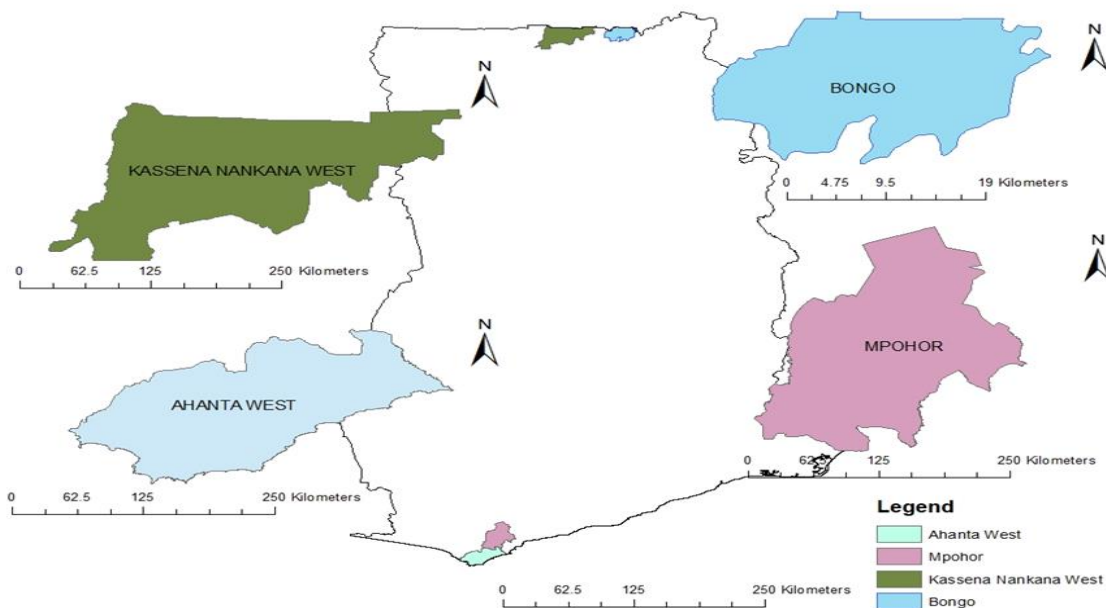 N
N
BONGO
N
KASSENA NANKANA WEST
0 4.75 9.5 19 Kilometers
0 62.5 125 250 Kilometers
N
MPOHOR
N
AHANTA WEST
0 125 250
0 62.5 125 250 Kilometers
Legend
Ahanta West
Mpohor
Kassena Nankana West
Bongo
0 62.5 125 250 Kilometers